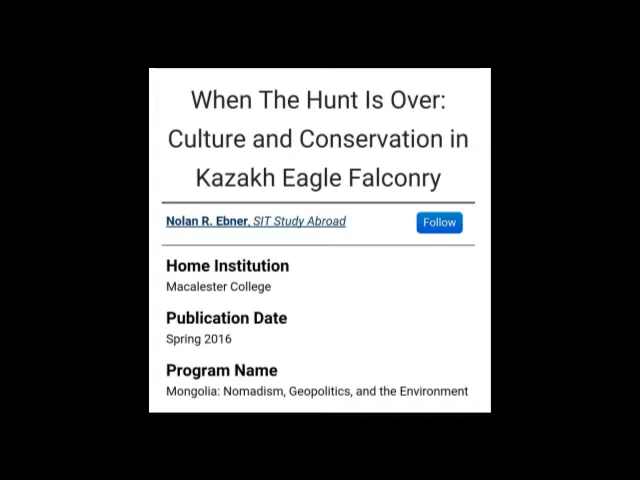 When The Hunt Is Over:
Culture and Conservation in
Kazakh Eagle Falconry
Nolan R. Ebner, SIT Study Abroad
Follow
Home Institution
Macalester College
Publication Date
Spring 2016
Program Name
Mongolia: Nomadism, Geopolitics, and the Environment